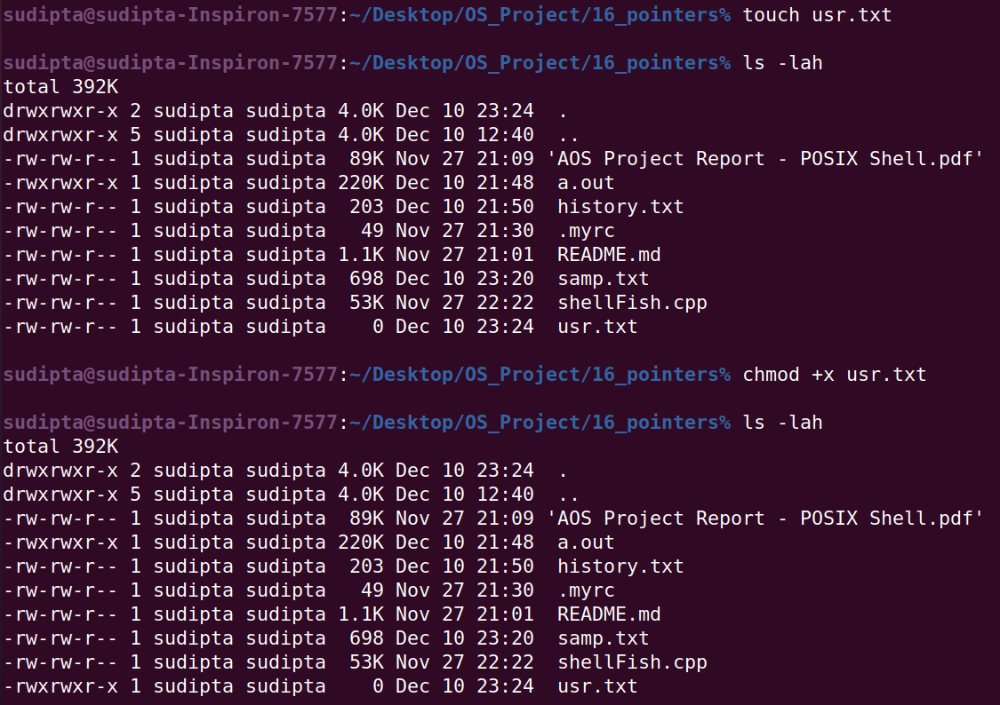 sudipta@sudipta-Inspiron-7577:~/Desktop/OS_Project/16_pointers% touch usr.txt
sudipta@sudipta-Inspiron-7577:~/Desktop/OS_Project/16_pointers% ls -lah
total 392K
drwxrwxr-x 2 sudipta sudipta 4.0K Dec 10 23:24  .
drwxrwxr-x 5 sudipta sudipta 4.0K Dec 10 12:40  ..
-rw-rw-r-- 1 sudipta sudipta  89K Nov 27 21:09 'AOS Project Report - POSIX Shell.pdf'
-rwxrwxr-x 1 sudipta sudipta 220K Dec 10 21:48  a.out
-rw-rw-r-- 1 sudipta sudipta  203 Dec 10 21:50  history.txt
-rw-rw-r-- 1 sudipta sudipta   49 Nov 27 21:30  .myrc
-rw-rw-r-- 1 sudipta sudipta 1.1K Nov 27 21:01  README.md
-rw-rw-r-- 1 sudipta sudipta  698 Dec 10 23:20  samp.txt
-rw-rw-r-- 1 sudipta sudipta  53K Nov 27 22:22  shellFish.cpp
-rw-rw-r-- 1 sudipta sudipta    0 Dec 10 23:24  usr.txt
sudipta@sudipta-Inspiron-7577:~/Desktop/OS_Project/16_pointers% chmod +x usr.txt
sudipta@sudipta-Inspiron-7577:~/Desktop/OS_Project/16_pointers% ls -lah
total 392K
drwxrwxr-x 2 sudipta sudipta 4.0K Dec 10 23:24  .
drwxrwxr-x 5 sudipta sudipta 4.0K Dec 10 12:40  ..
-rw-rw-r-- 1 sudipta sudipta  89K Nov 27 21:09 'AOS Project Report - POSIX Shell.pdf'
-rwxrwxr-x 1 sudipta sudipta 220K Dec 10 21:48  a.out
-rw-rw-r-- 1 sudipta sudipta  203 Dec 10 21:50  history.txt
-rw-rw-r-- 1 sudipta sudipta   49 Nov 27 21:30  .myrc
-rw-rw-r-- 1 sudipta sudipta 1.1K Nov 27 21:01  README.md
-rw-rw-r-- 1 sudipta sudipta  698 Dec 10 23:20  samp.txt
-rw-rw-r-- 1 sudipta sudipta  53K Nov 27 22:22  shellFish.cpp
-rwxrwxr-x 1 sudipta sudipta    0 Dec 10 23:24  usr.txt